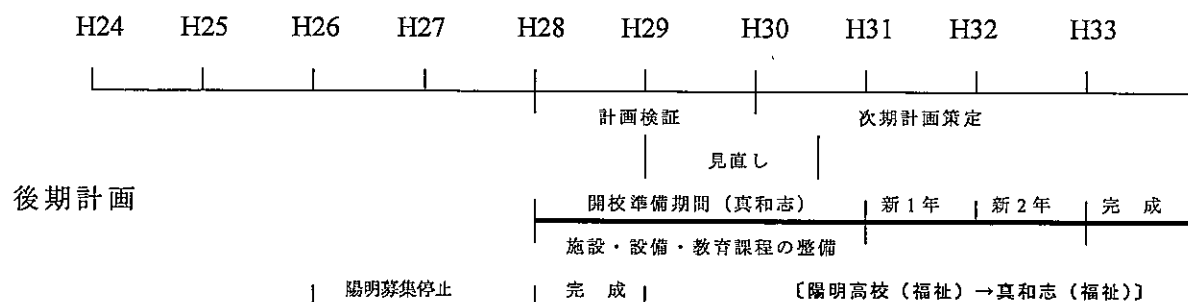 H24 H25 H26 H27 H28 H29 H30 H31 H32 H33
計画検証 次期計画策定
見直し
後期計画
開校準備期間（真和志） 新1年 新2年 完 成
施設・設備・教育課程の整備
陽明募集停止 完 成 〔陽明高校（福祉）→真和志（福祉）〕